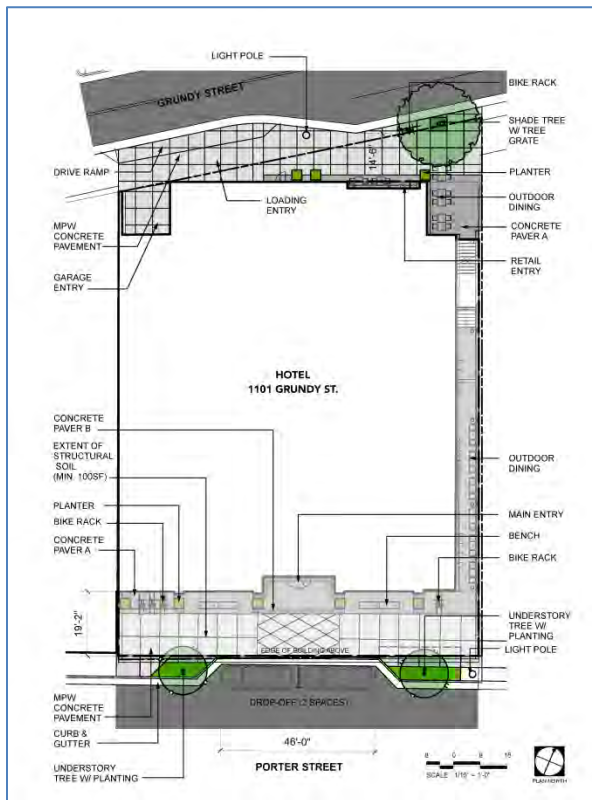 LIGHT POLE
GRUNDY STREET
BIKE RACK
SHADE TREE
W/ TREE
GRATE
14'-6"
DRIVE RAMP
PLANTER
LOADING
ENTRY
OUTDOOR
DINING
MPW
CONCRETE
PAVEMENT
CONCRETE
PAVER A
GARAGE
ENTRY
RETAIL
ENTRY
HOTEL
1101 GRUNDY ST.
CONCRETE
PAVER B
EXTENT OF
STRUCTURAL
SOIL
(MIN. 100SF)
OUTDOOR
DINING
PLANTER
MAIN ENTRY
BIKE RACK
BENCH
CONCRETE
PAVER A
BIKE RACK
19'-2"
UNDERSTORY
TREE W/
PLANTING
EDGE OF BUILDING ABOVE
LIGHT POLE
MPW
CONCRETE
PAVEMENT
DROP-OFF (2 SPACES)
CURB &
GUTTER
46'-0"
UNDERSTORY
TREE W/ PLANTING
PORTER STREET
SCALE 1/16" = 1'-0"
PLAN NORTH